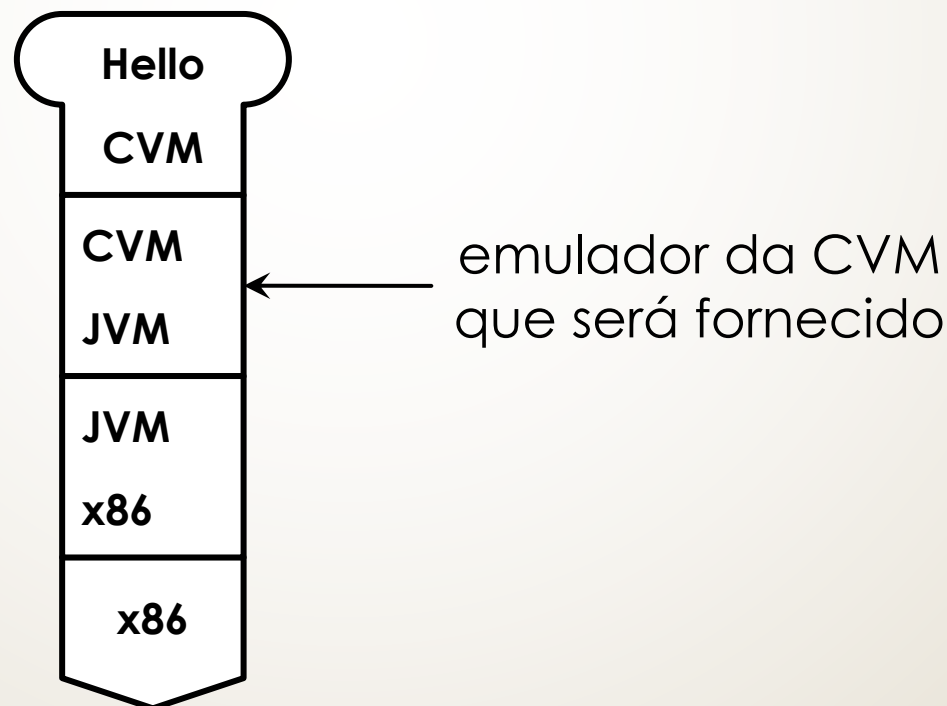 Hello
CVM
CVM
JVM
JVM
x86
x86
emulador da CVM
que será fornecido